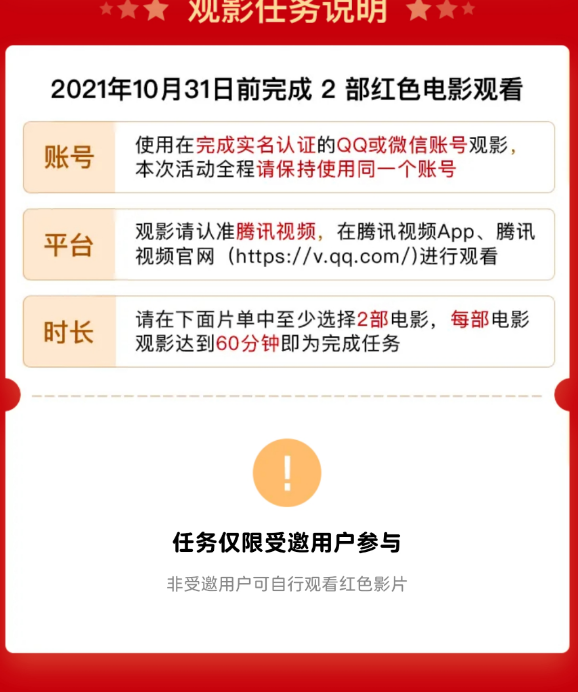 观影任务说明
2021年10月31日前完成 2 部红色电影观看
账号
使用在完成实名认证的QQ或微信账号观影，
本次活动全程请保持使用同一个账号
平台
观影请认准腾讯视频，在腾讯视频App、腾讯
视频官网（https://v.qq.com/)进行观看
时长
请在下面片单中至少选择2部电影，每部电影
观影达到60分钟即为完成任务
!
任务仅限受邀用户参与
非受邀用户可自行观看红色影片